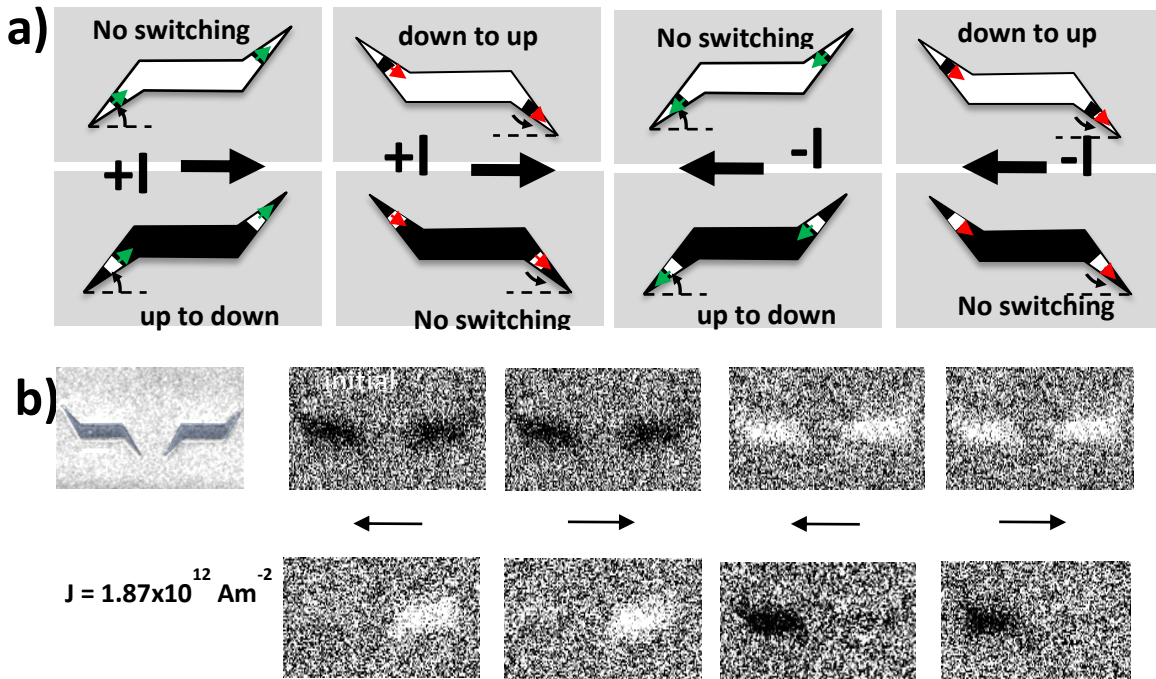 a)
No switching
down to up
No switching
down to up
+I
+I
-I
-I
up to down
No switching
up to down
No switching
b)
initial
J = 1.87x10^12 Am^-2